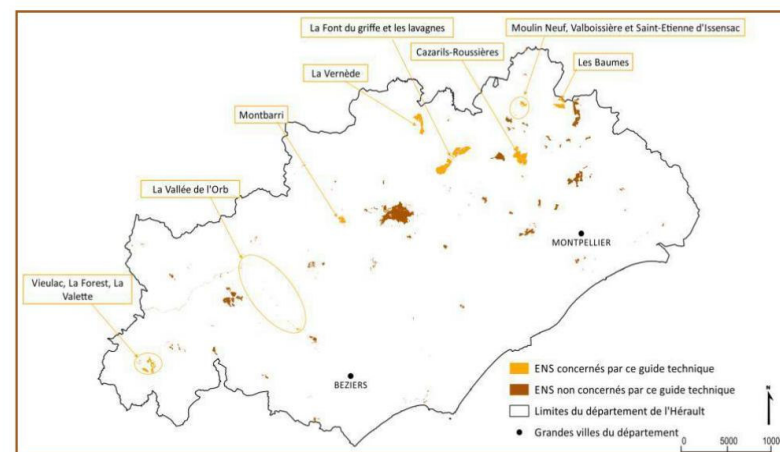 La Font du griffe et les lavagnes
Moulin Neuf, Valboissière et Saint-Etienne d'Issensac
Cazarils-Roussières
Les Baumes
La Vernède
Montbarri
La Vallée de l'Orb
MONTPELLIER
Vieulac, La Forest, La
Valette
BEZIERS
ENS concernés par ce guide technique
ENS non concernés par ce guide technique
Limites du département de l'Hérault
Grandes villes du département
N
0 5000 1000